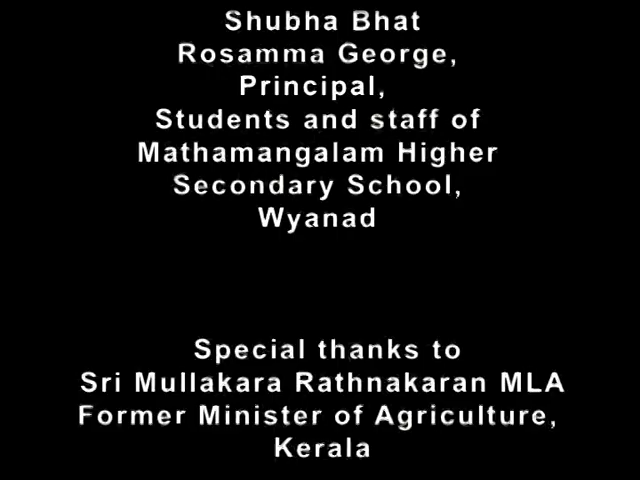 Shubha Bhat
Rosamma George,
Principal,
Students and staff of
Mathamangalam Higher
Secondary School,
Wyanad
Special thanks to
Sri Mullakara Rathnakaran MLA
Former Minister of Agriculture,
Kerala